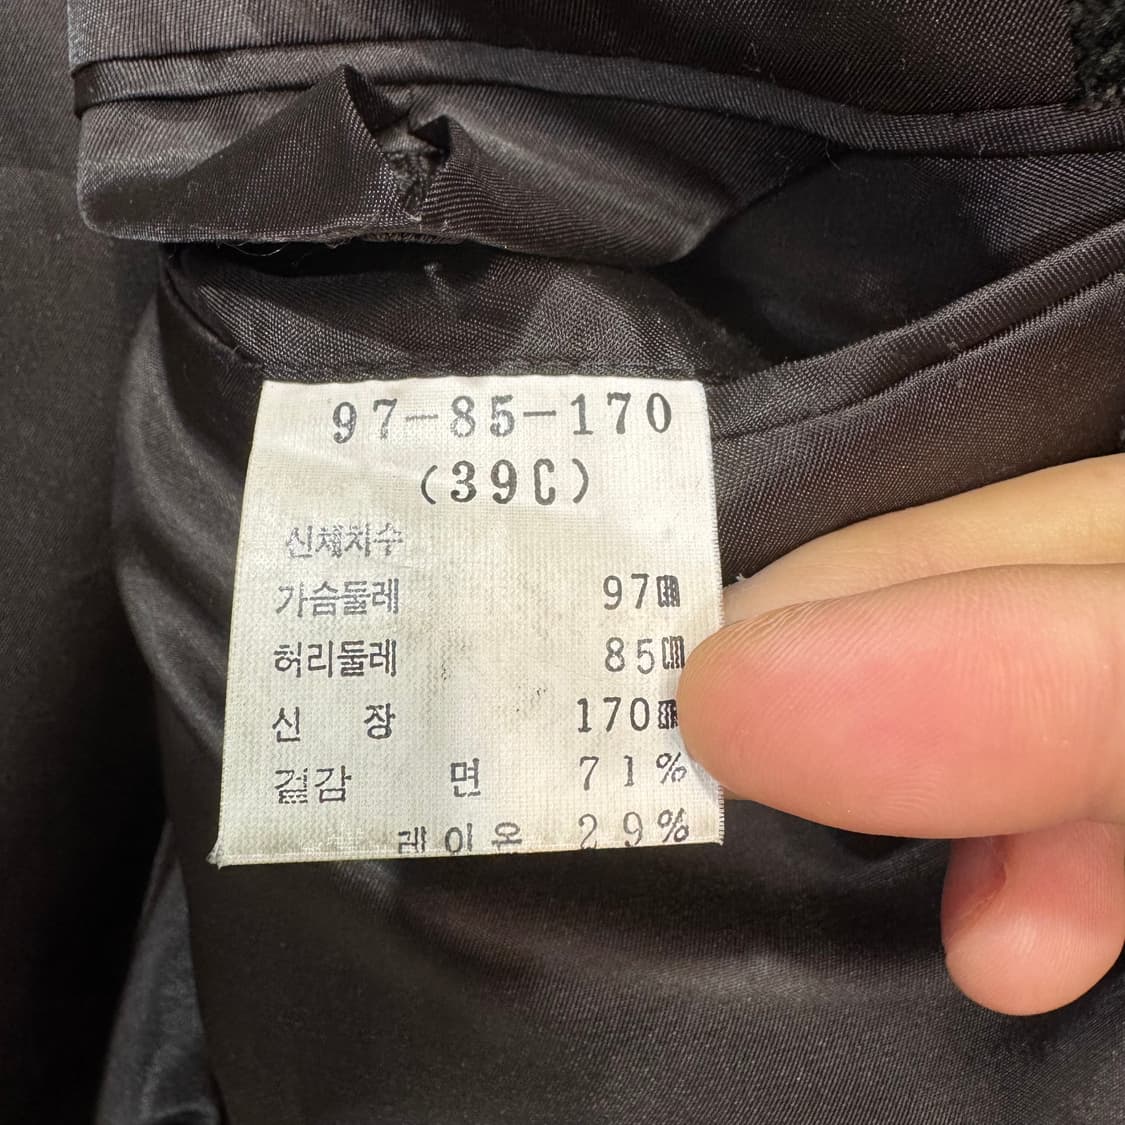 97-85-170
(39C)
신체치수
가슴둘레 97cm
허리둘레 85cm
신 장 170cm
겉감 면 71%
레이온 29%